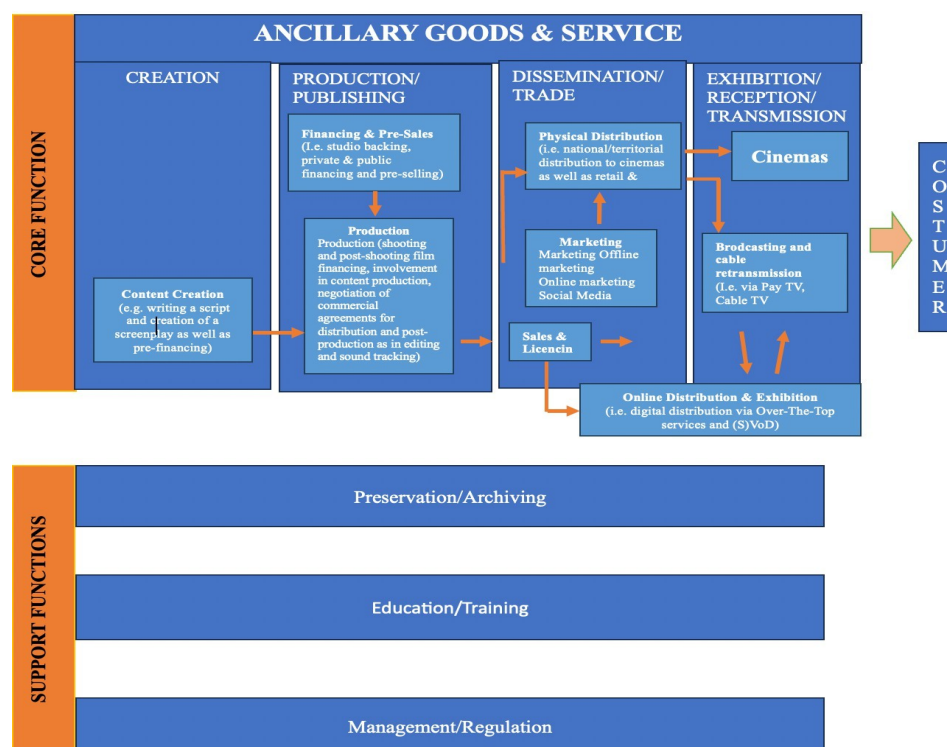 ANCILLARY GOODS & SERVICE
CORE FUNCTION
CREATION
Content Creation
(e.g. writing a script
and creation of a
screenplay as well as
pre-financing)
PRODUCTION/
PUBLISHING
Financing & Pre-Sales
(I.e. studio backing,
private & public
financing and pre-selling)
Production
Production (shooting
and post-shooting film
financing, involvement
in content production,
negotiation of
commercial
agreements for
distribution and post-
production as in editing
and sound tracking)
DISSEMINATION/
TRADE
Physical Distribution
(i.e. national/territorial
distribution to cinemas
as well as retail &
Marketing
Marketing Offline
marketing
Online marketing
Social Media
Sales &
Licencin
EXHIBITION/
RECEPTION/
TRANSMISSION
Cinemas
Brodcasting and
cable
retransmission
(I.e. via Pay TV,
Cable TV
Online Distribution & Exhibition
(i.e. digital distribution via Over-The-Top
services and (S)VoD)
COSTUMER
SUPPORT FUNCTIONS
Preservation/Archiving
Education/Training
Management/Regulation